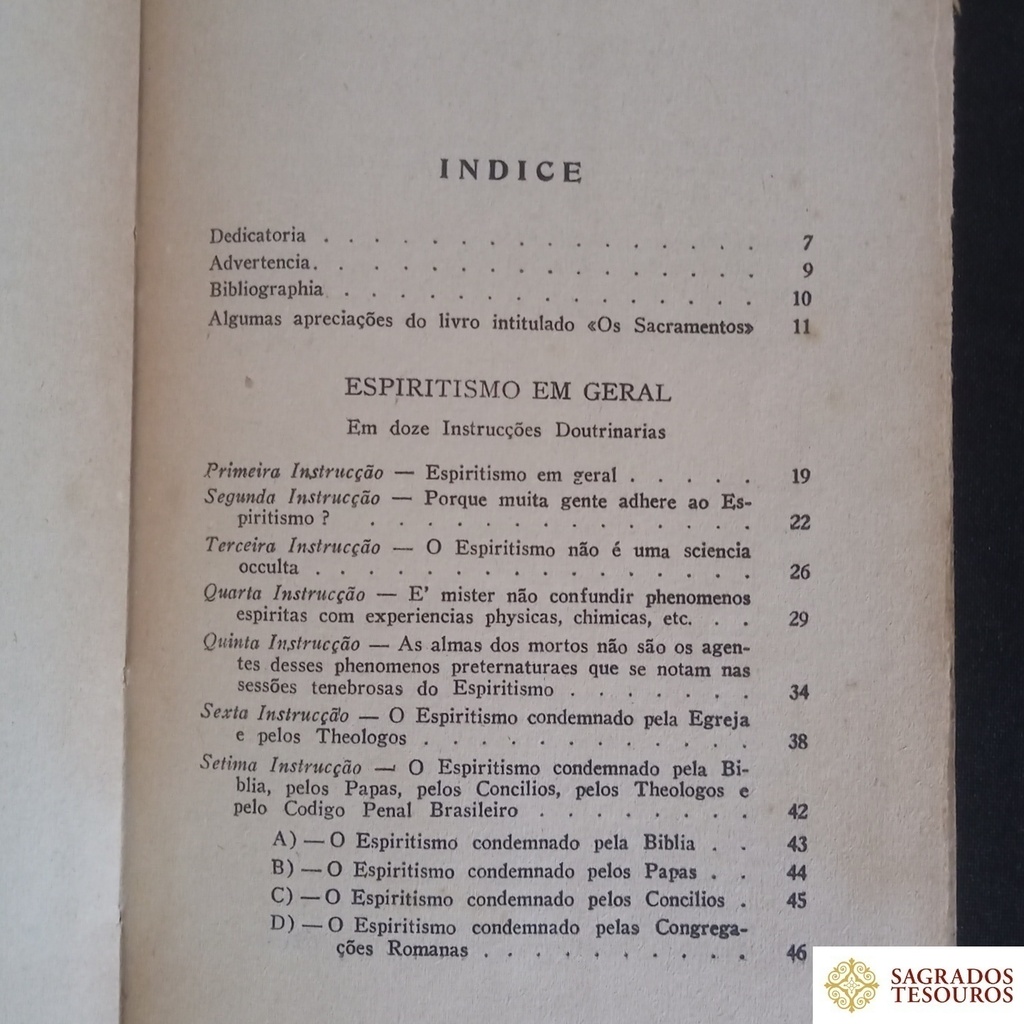 INDICE
Dedicatoria . . . . . . . . . . . . . . . 7
Advertencia. . . . . . . . . . . . . . . 9
Bibliographia . . . . . . . . . . . . . . 10
Algumas apreciações do livro intitulado «Os Sacramentos» 11
ESPIRITISMO EM GERAL
Em doze Instrucções Doutrinarias
Primeira Instrucção — Espiritismo em geral . . . . . 19
Segunda Instrucção — Porque muita gente adhere ao Es-
piritismo ? . . . . . . . . . . . . . . 22
Terceira Instrucção — O Espiritismo não é uma sciencia
occulta . . . . . . . . . . . . . . . . 26
Quarta Instrucção — E' mister não confundir phenomenos
espiritas com experiencias physicas, chimicas, etc. . . 29
Quinta Instrucção — As almas dos mortos não são os agen-
tes desses phenomenos preternaturaes que se notam nas
sessões tenebrosas do Espiritismo . . . . . . . 34
Sexta Instrucção — O Espiritismo condemnado pela Egreja
e pelos Theologos . . . . . . . . . . . . 38
Setima Instrucção — O Espiritismo condemnado pela Bi-
blia, pelos Papas, pelos Concilios, pelos Theologos e
pelo Codigo Penal Brasileiro . . . . . . . . 42
A) — O Espiritismo condemnado pela Biblia . . 43
B) — O Espiritismo condemnado pelos Papas . . 44
C) — O Espiritismo condemnado pelos Concilios . 45
D) — O Espiritismo condemnado pelas Congrega-
ções Romanas . . . . . . . . . . 46
SAGRADOS
TESOUROS